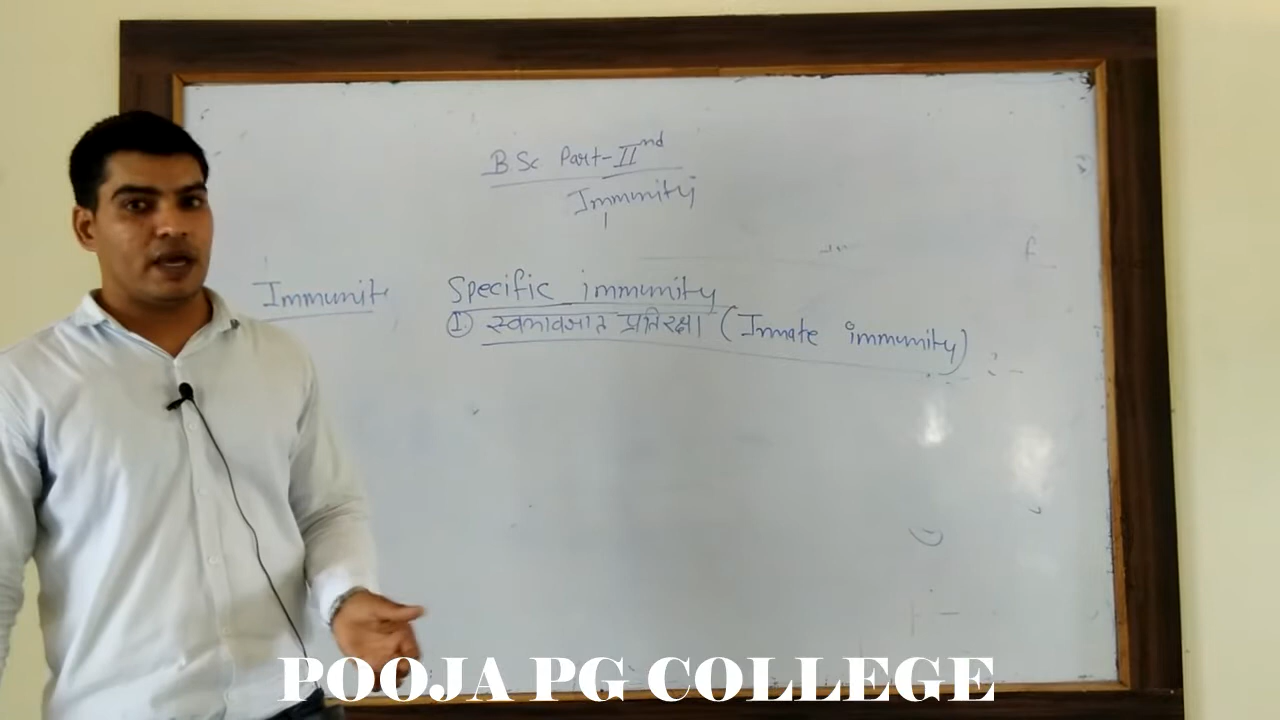 B.Sc Part-IInd
Immunity
Immunit
Specific immunity
① स्वभावजात प्रतिरक्षा (Innate immunity)
POOJA PG COLLEGE